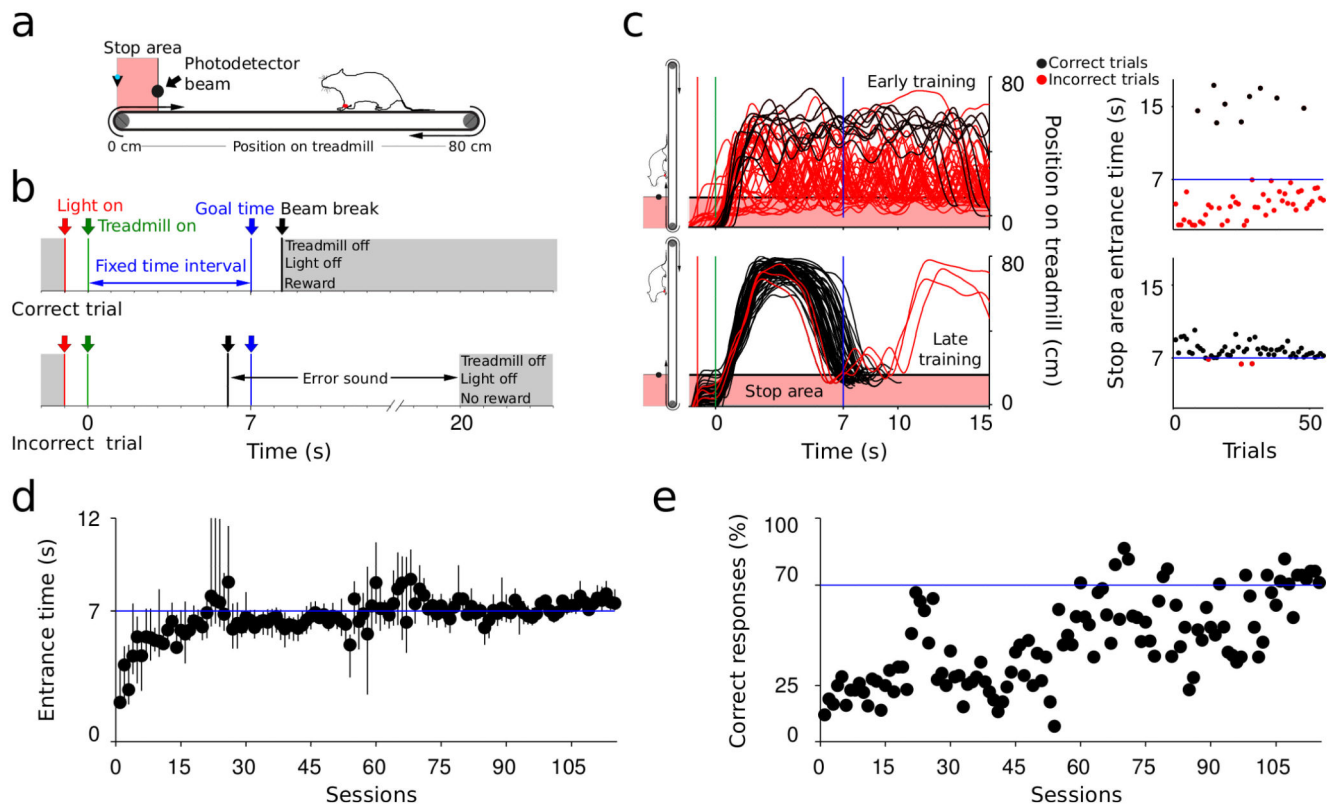 a
Stop area
Photodetector
beam
0 cm
Position on treadmill
80 cm
b
Light on
Goal time
Beam break
Treadmill on
Fixed time interval
Treadmill off
Light off
Reward
Correct trial
Error sound
Treadmill off
Light off
No reward
0
7
20
Incorrect trial
Time (s)
c
Correct trials
Incorrect trials
Early training
80
0
Late
training
Stop area
80
0
0
7
10
15
Time (s)
Position on treadmill (cm)
Stop area entrance time (s)
15
7
15
7
0
50
Trials
d
12
7
0
Entrance time (s)
0
15
30
45
60
75
90
105
Sessions
e
100
70
25
0
Correct responses (%)
0
15
30
45
60
75
90
105
Sessions